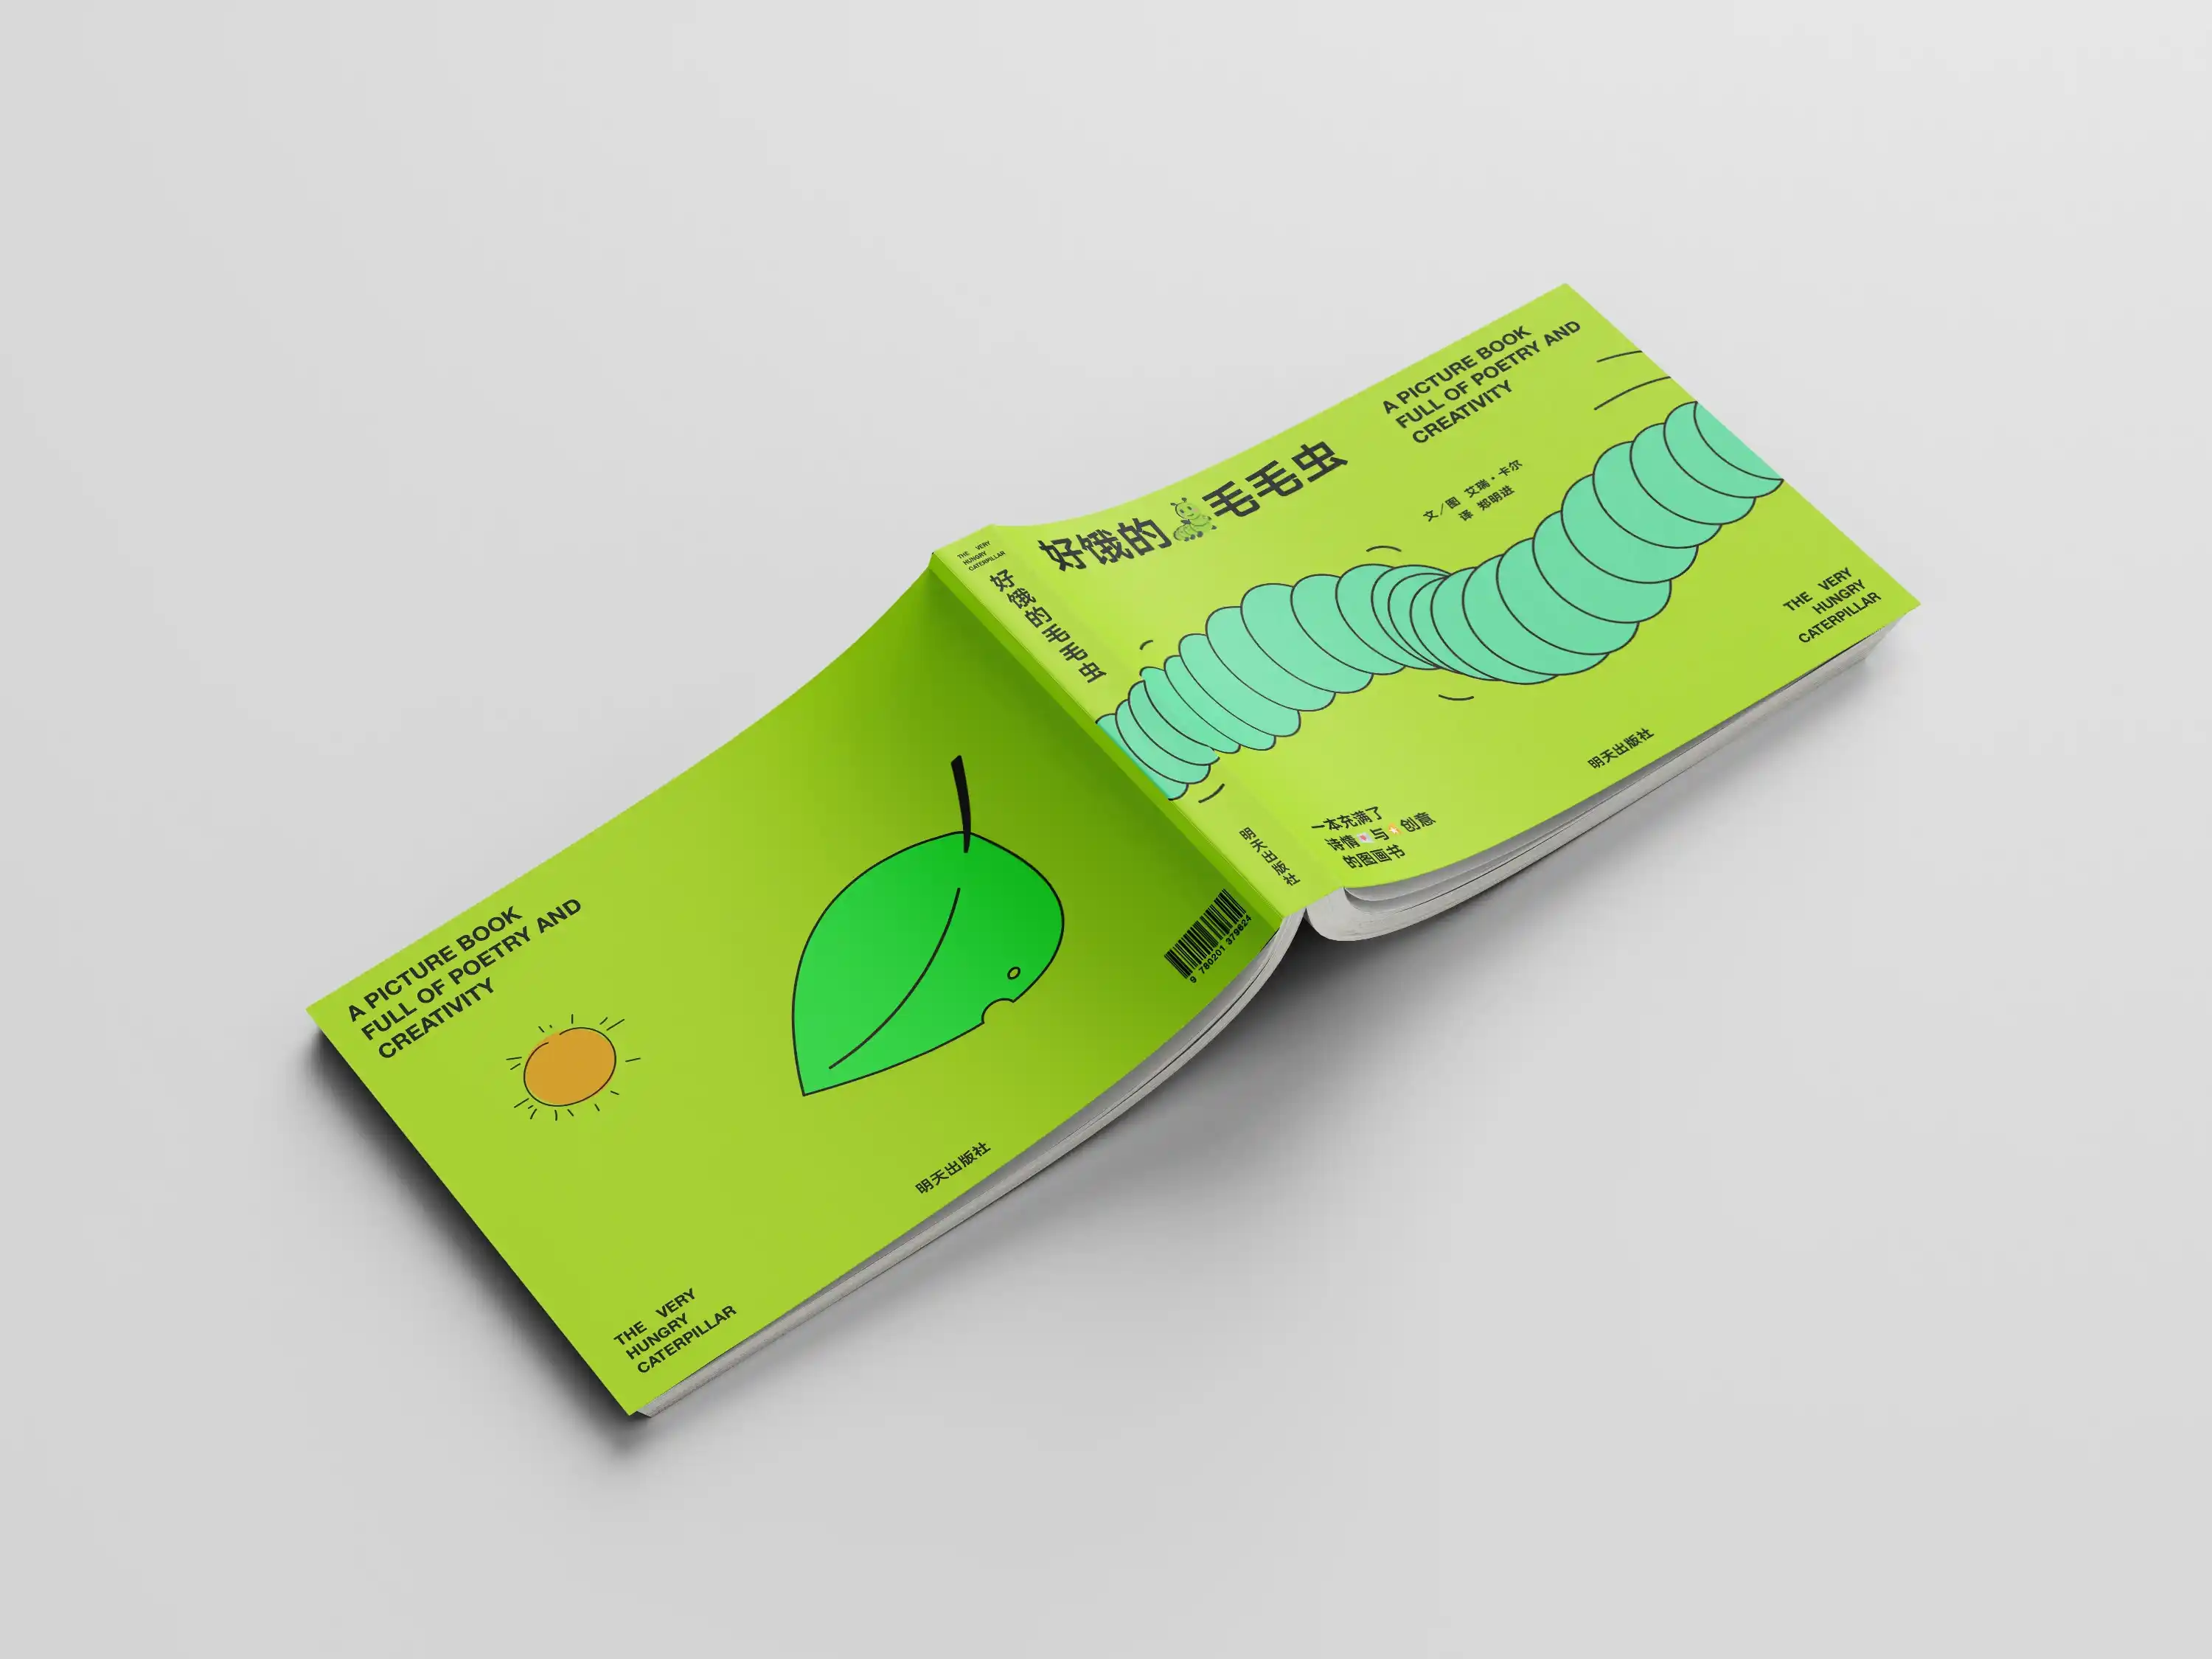 A PICTURE BOOK
FULL OF POETRY AND
CREATIVITY
好饿的毛毛虫
文／图 艾瑞·卡尔
译 郑明进
THE VERY
HUNGRY
CATERPILLAR
明天出版社
一本充满了
诗情与创意
的图画书
THE VERY
HUNGRY
CATERPILLAR
好饿的毛毛虫
明天出版社
A PICTURE BOOK
FULL OF POETRY AND
CREATIVITY
9 780201 379624
明天出版社
THE VERY
HUNGRY
CATERPILLAR